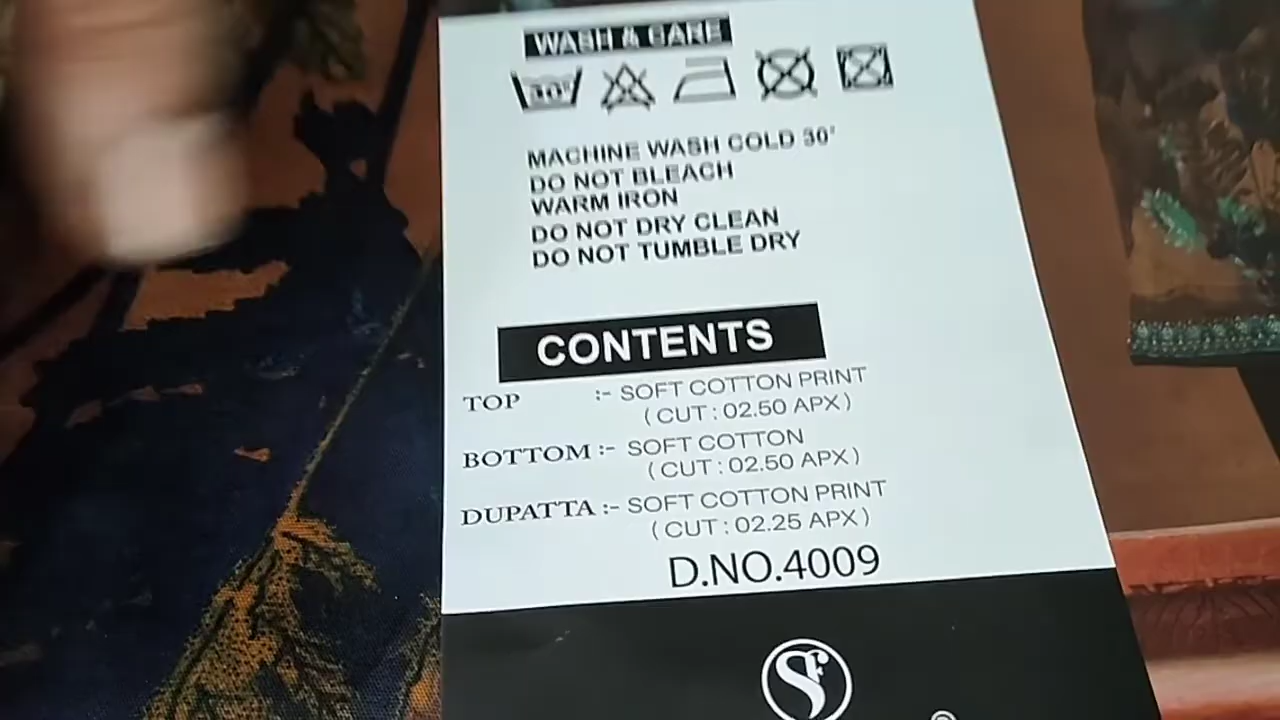 WASH & CARE
30°
MACHINE WASH COLD 30°
DO NOT BLEACH
WARM IRON
DO NOT DRY CLEAN
DO NOT TUMBLE DRY
CONTENTS
TOP :- SOFT COTTON PRINT
( CUT : 02.50 APX )
BOTTOM :- SOFT COTTON
( CUT : 02.50 APX )
DUPATTA :- SOFT COTTON PRINT
( CUT : 02.25 APX )
D.NO.4009